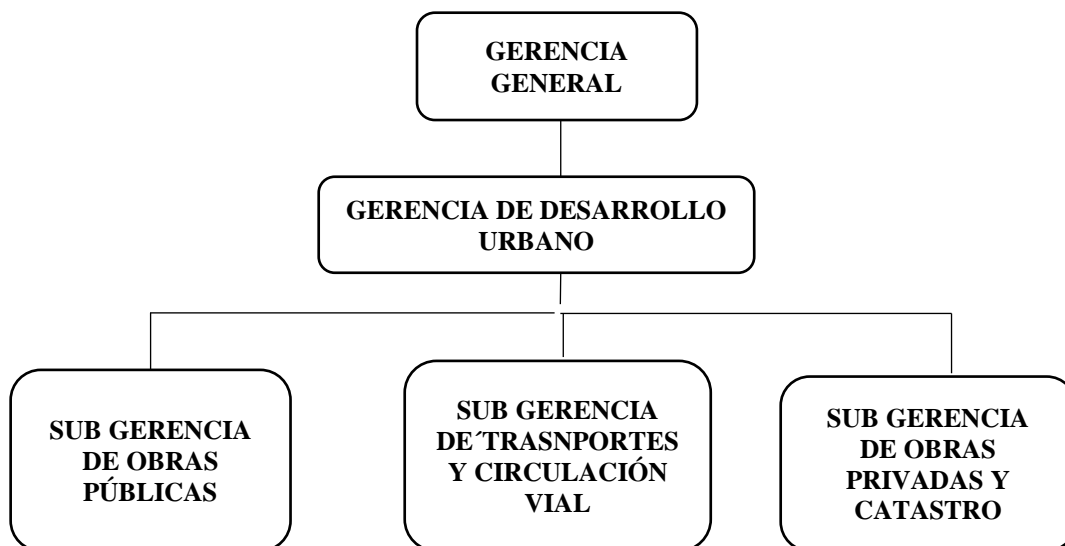 GERENCIA
GENERAL
GERENCIA DE DESARROLLO
URBANO
SUB GERENCIA
DE OBRAS
PÚBLICAS
SUB GERENCIA
DE´TRASNPORTES
Y CIRCULACIÓN
VIAL
SUB GERENCIA
DE OBRAS
PRIVADAS Y
CATASTRO